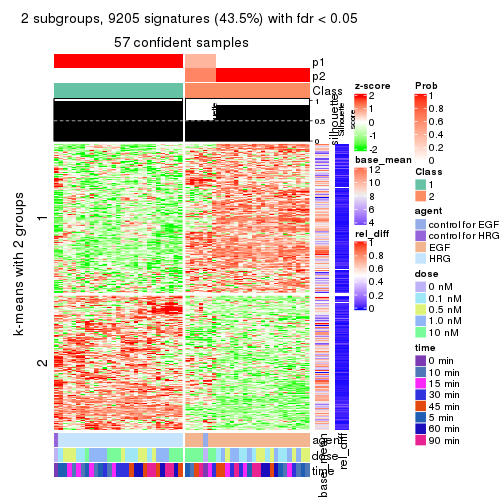 2 subgroups, 9205 signatures (43.5%) with fdr < 0.05
57 confident samples
p1
p2
Class
silhouette
Silhouette score
1
0.5
0
k-means with 2 groups
1
2
agent
dose
time
base_mean
rel_diff
z-score
2
1
0
-1
-2
base_mean
12
10
8
6
4
rel_diff
1
0.8
0.6
0.4
0.2
0
Prob
1
0.8
0.6
0.4
0.2
0
Class
1
2
agent
control for EGF
control for HRG
EGF
HRG
dose
0 nM
0.1 nM
0.5 nM
1.0 nM
10 nM
time
0 min
10 min
15 min
30 min
45 min
5 min
60 min
90 min